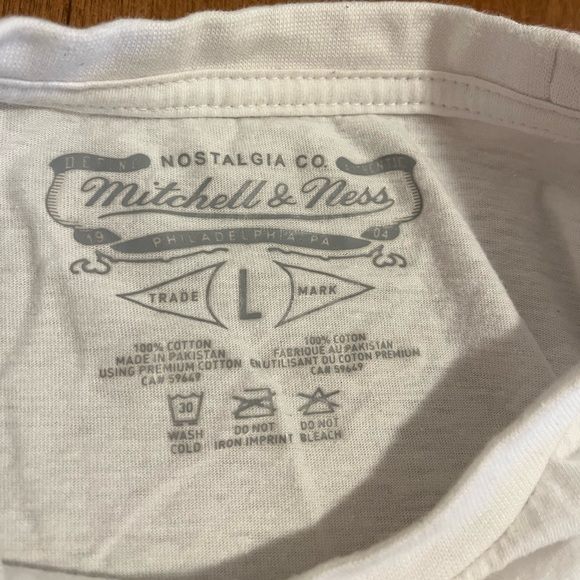 NOSTALGIA CO.
Mitchell & Ness
19 PHILADELPHIA PA 04
TRADE L MARK
100% COTTON
MADE IN PAKISTAN
USING PREMIUM COTTON
CA# 59649
100% COTON
FABRIQUE AU PAKISTAN
EN UTILISANT DU COTON PREMIUM
CA# 59649
30
WASH
COLD
DO NOT
IRON IMPRINT
DO NOT
BLEACH